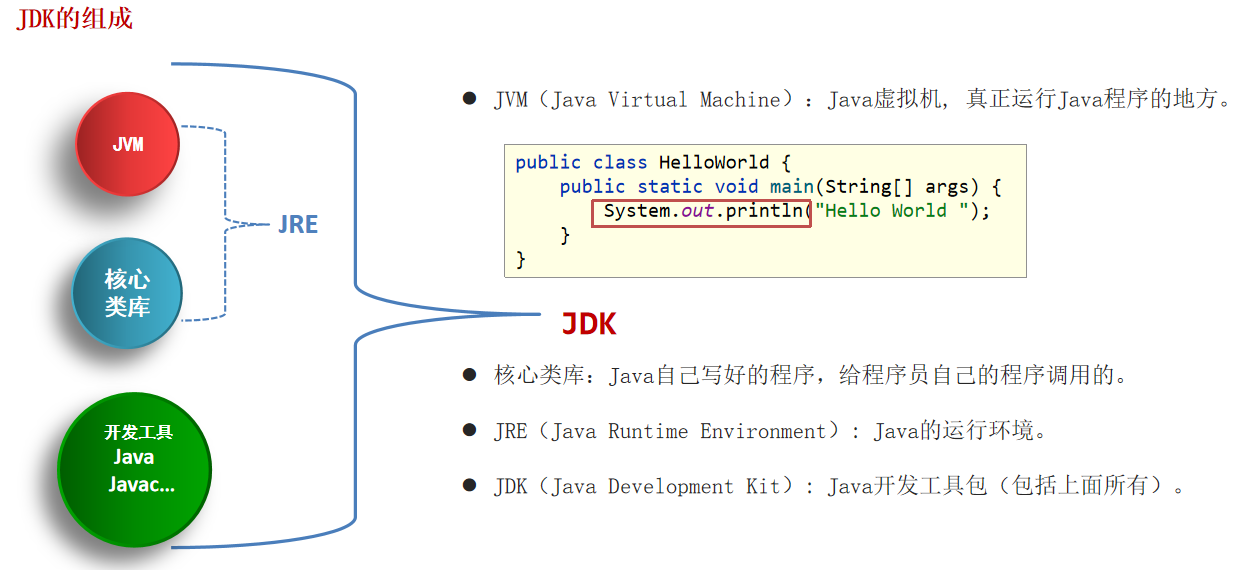 JDK的组成
JVM
核心
类库
开发工具
Java
Javac...
JRE
JDK
● JVM（Java Virtual Machine）：Java虚拟机, 真正运行Java程序的地方。
public class HelloWorld {
    public static void main(String[] args) {
        System.out.println("Hello World ");
    }
}
● 核心类库：Java自己写好的程序，给程序员自己的程序调用的。
● JRE（Java Runtime Environment）: Java的运行环境。
● JDK（Java Development Kit）: Java开发工具包（包括上面所有）。